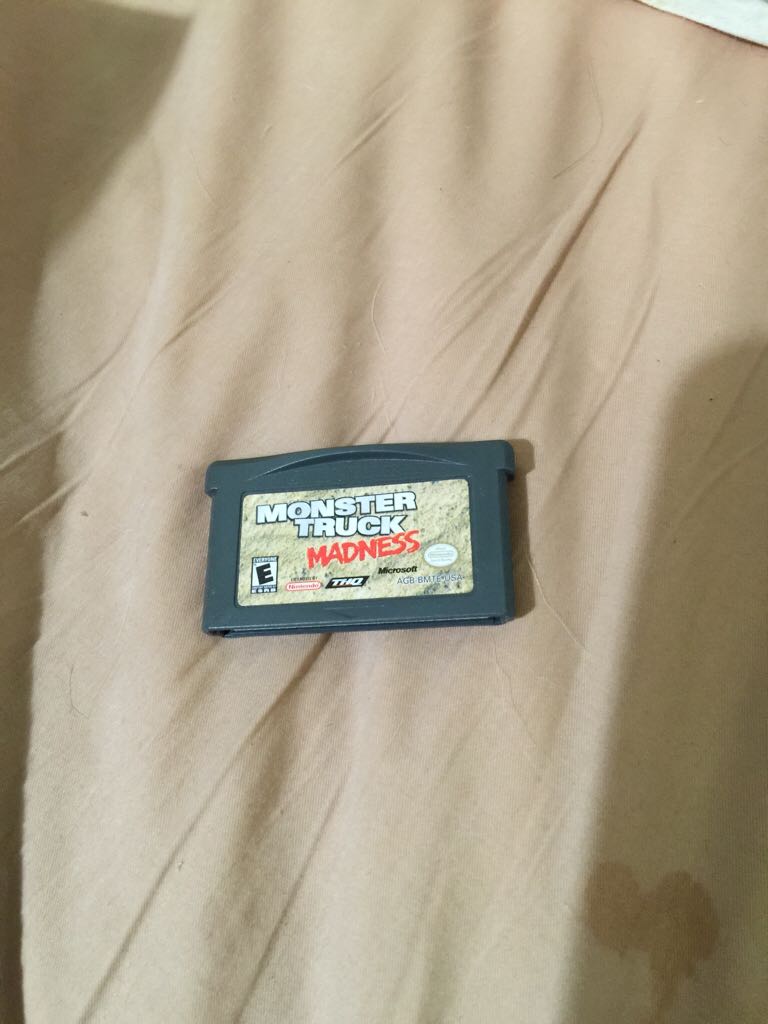 MONSTER
TRUCK
MADNESS
EVERYONE
E
LICENSED BY
Nintendo
THQ
Microsoft
AGB-BMTE-USA